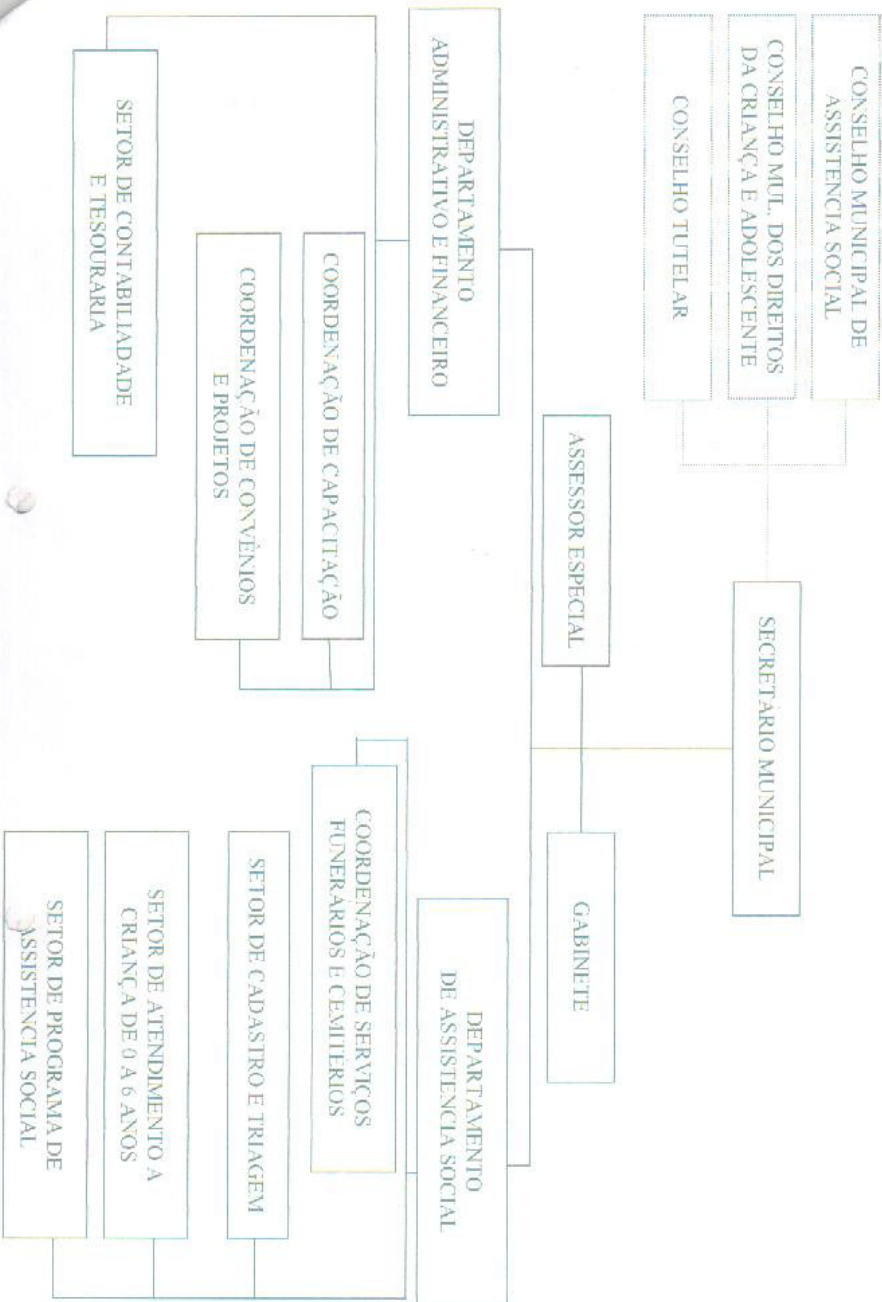 CONSELHO MUNICIPAL DE
ASSISTENCIA SOCIAL
CONSELHO MUL. DOS DIREITOS
DA CRIANÇA E ADOLESCENTE
CONSELHO TUTELAR
SECRETÁRIO MUNICIPAL
ASSESSOR ESPECIAL
GABINETE
DEPARTAMENTO
ADMINISTRATIVO E FINANCEIRO
DEPARTAMENTO
DE ASSISTENCIA SOCIAL
COORDENAÇÃO DE CAPACITAÇÃO
COORDENAÇÃO DE CONVÊNIOS
E PROJETOS
SETOR DE CONTABILIADADE
E TESOURARIA
COORDENAÇÃO DE SERVIÇOS
FUNERÁRIOS E CEMITÉRIOS
SETOR DE CADASTRO E TRIAGEM
SETOR DE ATENDIMENTO A
CRIANÇA DE 0 A 6 ANOS
SETOR DE PROGRAMA DE
ASSISTENCIA SOCIAL